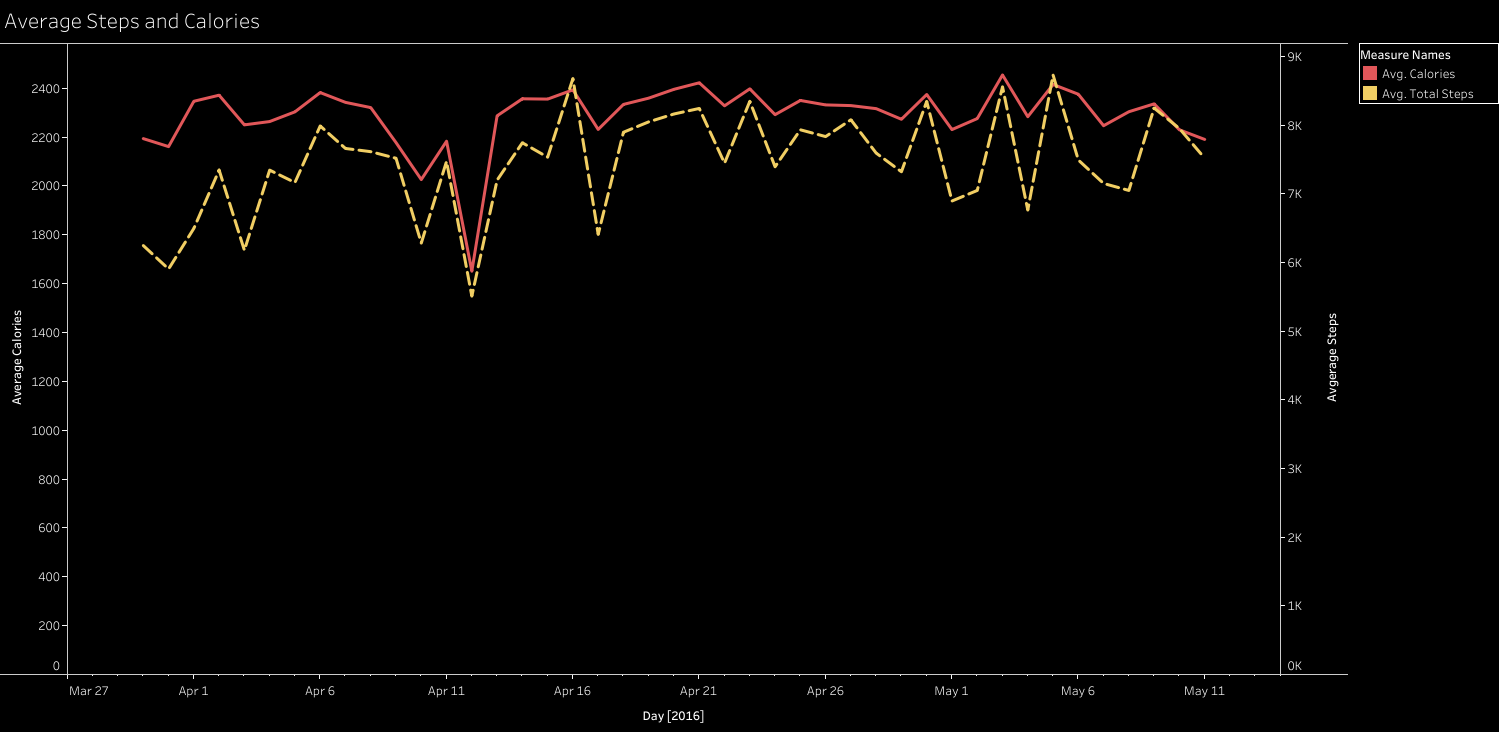 Average Steps and Calories
Measure Names
Avg. Calories
Avg. Total Steps
Average Calories
2400
2200
2000
1800
1600
1400
1200
1000
800
600
400
200
0
9K
8K
7K
6K
5K
4K
3K
2K
1K
0K
Avgerage Steps
Mar 27 Apr 1 Apr 6 Apr 11 Apr 16 Apr 21 Apr 26 May 1 May 6 May 11
Day [2016]